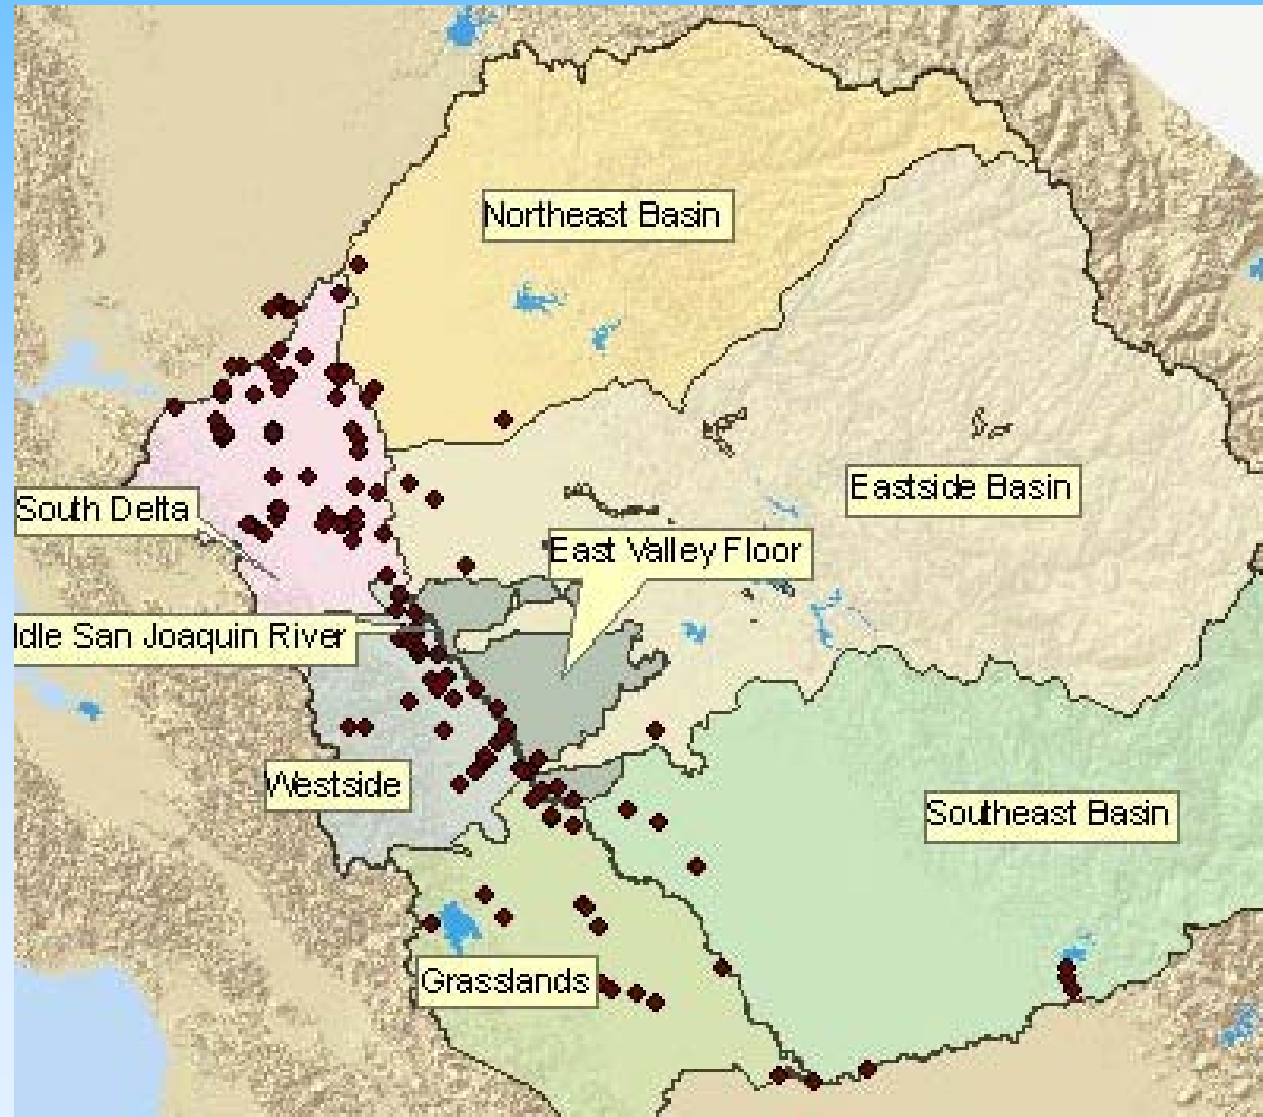 Northeast Basin
Eastside Basin
South Delta
East Valley Floor
ldle San Joaquin River
Westside
Southeast Basin
Grasslands